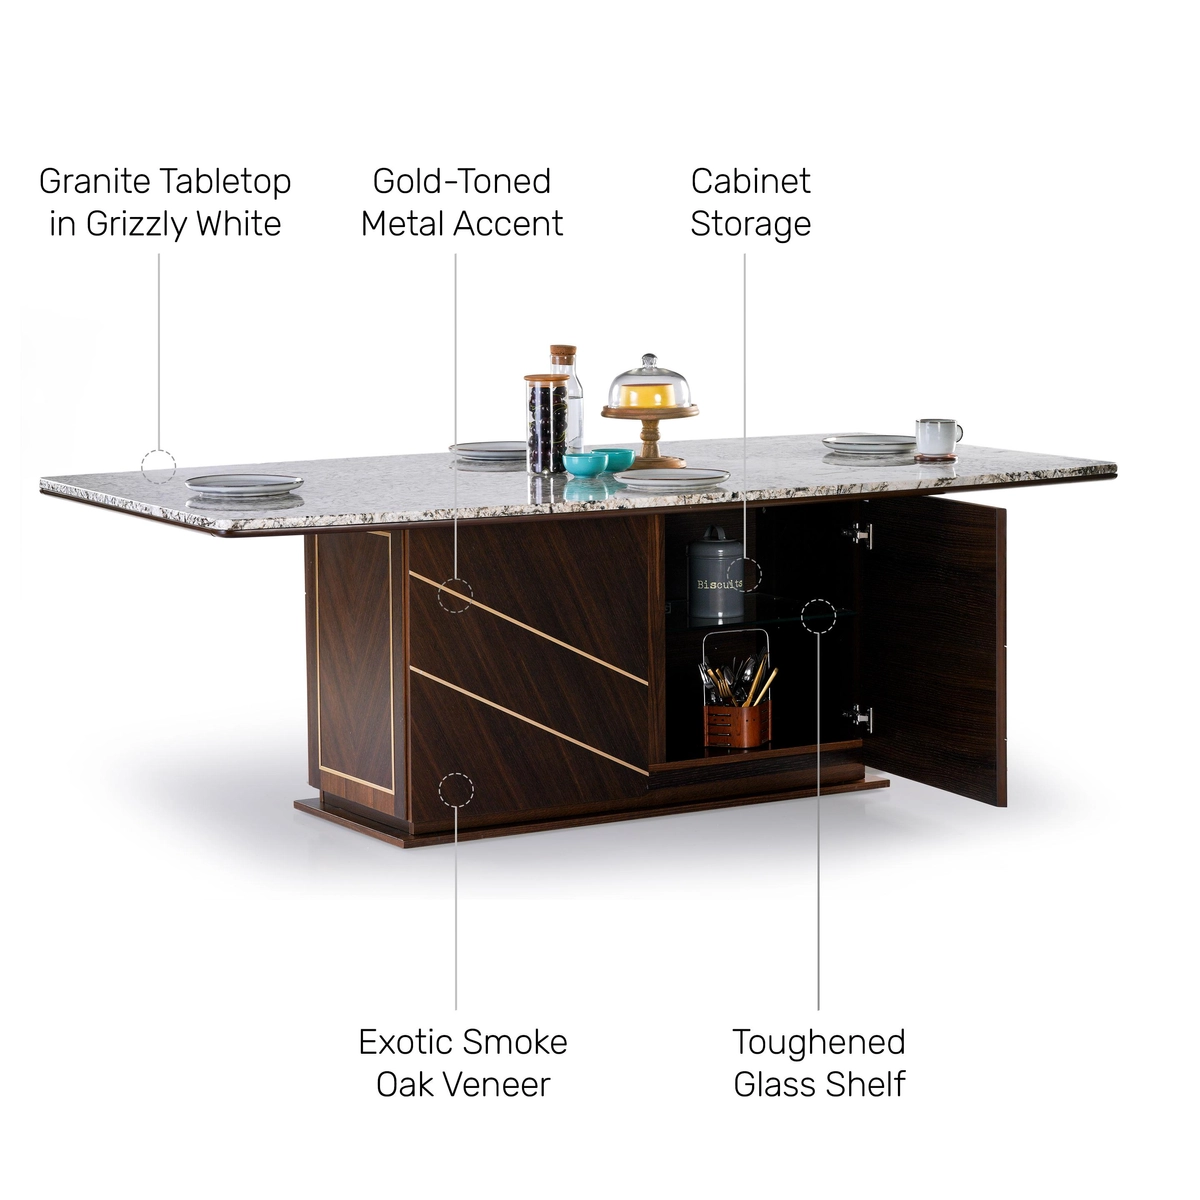 Granite Tabletop
in Grizzly White
Gold-Toned
Metal Accent
Cabinet
Storage
Biscuits
Exotic Smoke
Oak Veneer
Toughened
Glass Shelf